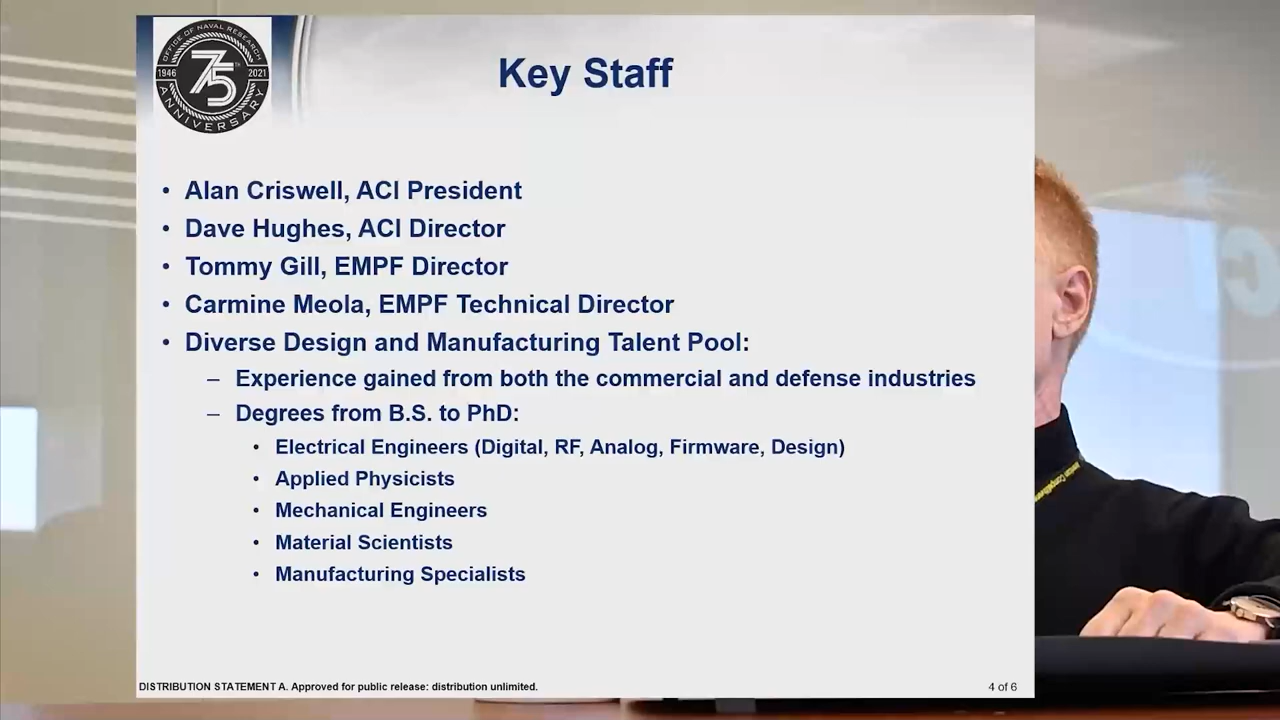 OFFICE OF NAVAL RESEARCH
1946 75TH 2021
ANNIVERSARY
Key Staff
• Alan Criswell, ACI President
• Dave Hughes, ACI Director
• Tommy Gill, EMPF Director
• Carmine Meola, EMPF Technical Director
• Diverse Design and Manufacturing Talent Pool:
– Experience gained from both the commercial and defense industries
– Degrees from B.S. to PhD:
• Electrical Engineers (Digital, RF, Analog, Firmware, Design)
• Applied Physicists
• Mechanical Engineers
• Material Scientists
• Manufacturing Specialists
DISTRIBUTION STATEMENT A. Approved for public release: distribution unlimited.
4 of 6